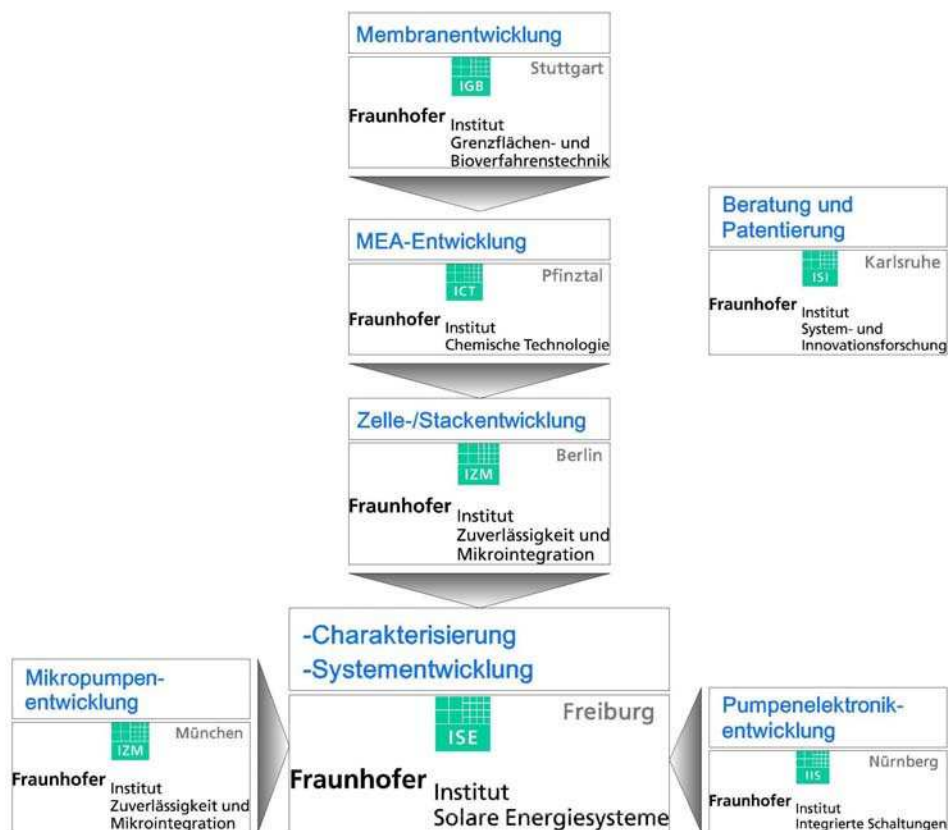 Membranentwicklung
Stuttgart
IGB
Fraunhofer
Institut
Grenzflächen- und
Bioverfahrenstechnik
MEA-Entwicklung
Pfinztal
ICT
Fraunhofer
Institut
Chemische Technologie
Beratung und
Patentierung
Karlsruhe
ISI
Fraunhofer
Institut
System- und
Innovationsforschung
Zelle-/Stackentwicklung
Berlin
IZM
Fraunhofer
Institut
Zuverlässigkeit und
Mikrointegration
-Charakterisierung
-Systementwicklung
Freiburg
ISE
Fraunhofer
Institut
Solare Energiesysteme
Mikropumpen-
entwicklung
München
IZM
Fraunhofer
Institut
Zuverlässigkeit und
Mikrointegration
Pumpenelektronik-
entwicklung
Nürnberg
IIS
Fraunhofer
Institut
Integrierte Schaltungen